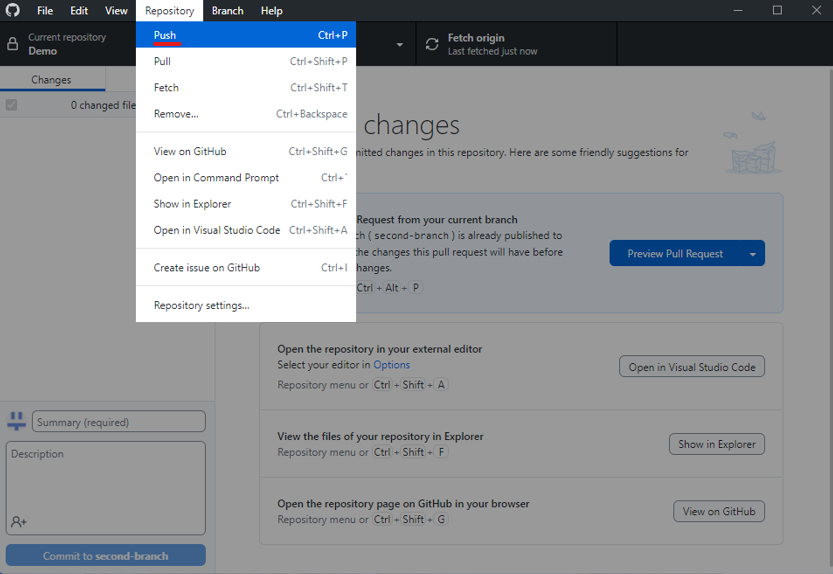 File Edit View Repository Branch Help
Current repository
Demo
Fetch origin
Last fetched just now
Push Ctrl+P
Pull Ctrl+Shift+P
Fetch Ctrl+Shift+T
Remove... Ctrl+Backspace
View on GitHub Ctrl+Shift+G
Open in Command Prompt Ctrl+`
Show in Explorer Ctrl+Shift+F
Open in Visual Studio Code Ctrl+Shift+A
Create issue on GitHub Ctrl+I
Repository settings...
Changes
0 changed file
changes
mitted changes in this repository. Here are some friendly suggestions for
Request from your current branch
ch ( second-branch ) is already published to
the changes this pull request will have before
hanges.
Ctrl + Alt + P
Preview Pull Request
Open the repository in your external editor
Select your editor in Options
Repository menu or Ctrl + Shift + A
Open in Visual Studio Code
View the files of your repository in Explorer
Repository menu or Ctrl + Shift + F
Show in Explorer
Open the repository page on GitHub in your browser
Repository menu or Ctrl + Shift + G
View on GitHub
Summary (required)
Description
Commit to second-branch